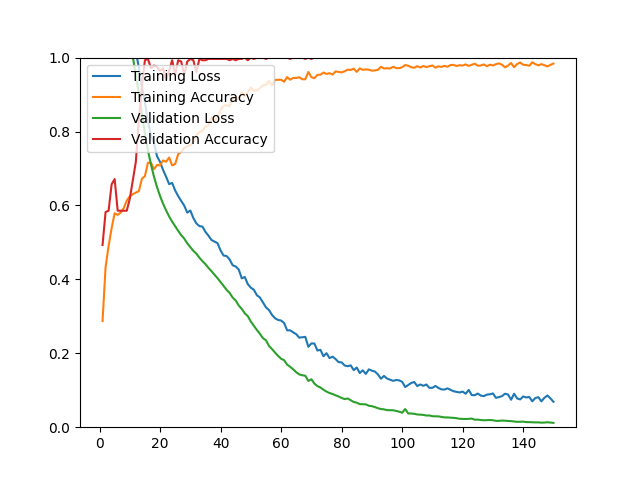 1.0
0.8
0.6
0.4
0.2
0.0
Training Loss
Training Accuracy
Validation Loss
Validation Accuracy
0 20 40 60 80 100 120 140